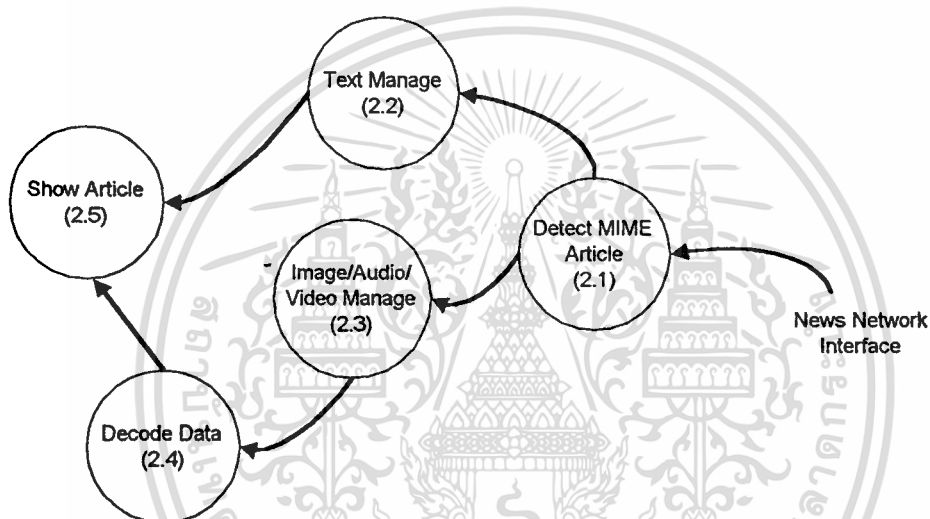 Text Manage
(2.2)
Show Article
(2.5)
Detect MIME
Article
(2.1)
Image/Audio/
Video Manage
(2.3)
News Network
Interface
Decode Data
(2.4)